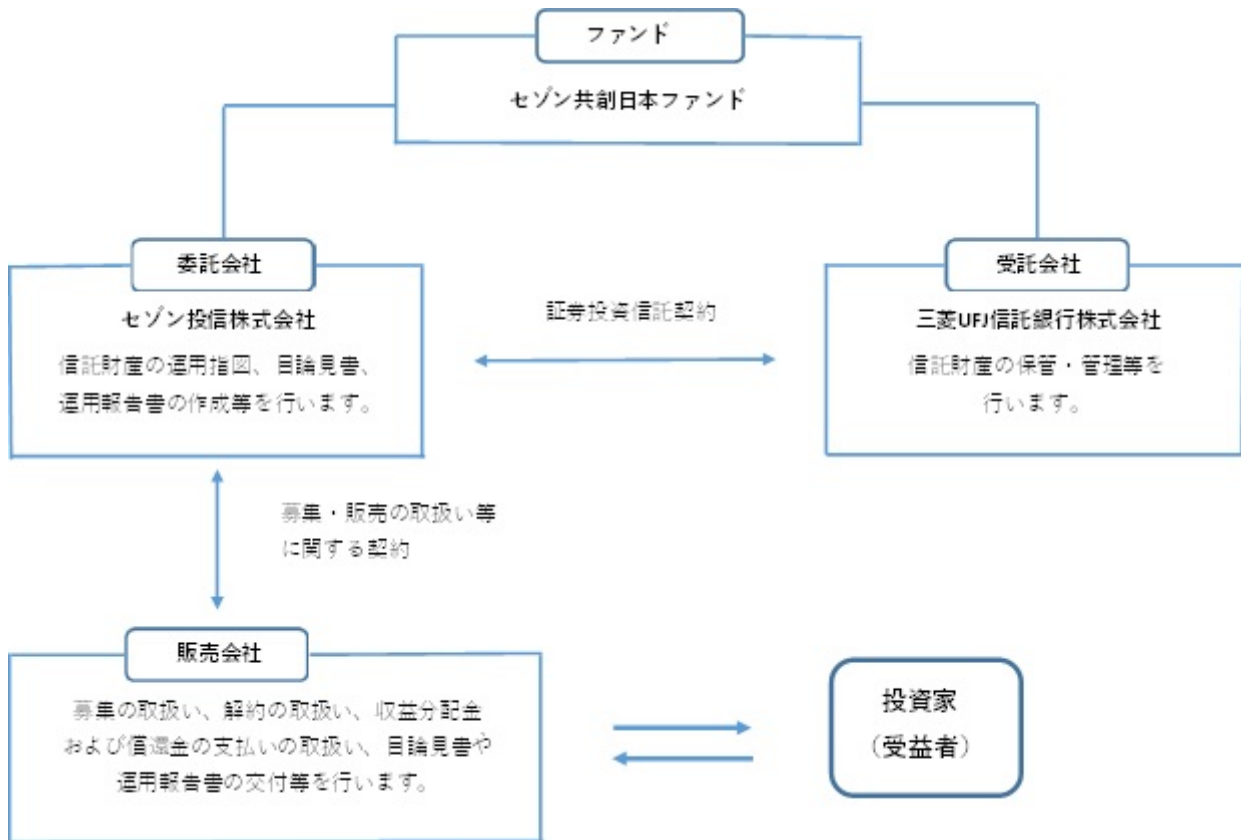 ファンド
セゾン共創日本ファンド
委託会社
セゾン投信株式会社
信託財産の運用指図、目論見書、
運用報告書の作成等を行います。
証券投資信託契約
受託会社
三菱UFJ信託銀行株式会社
信託財産の保管・管理等を
行います。
募集・販売の取扱い等
に関する契約
販売会社
募集の取扱い、解約の取扱い、収益分配金
および償還金の支払いの取扱い、目論見書や
運用報告書の交付等を行います。
投資家
（受益者）